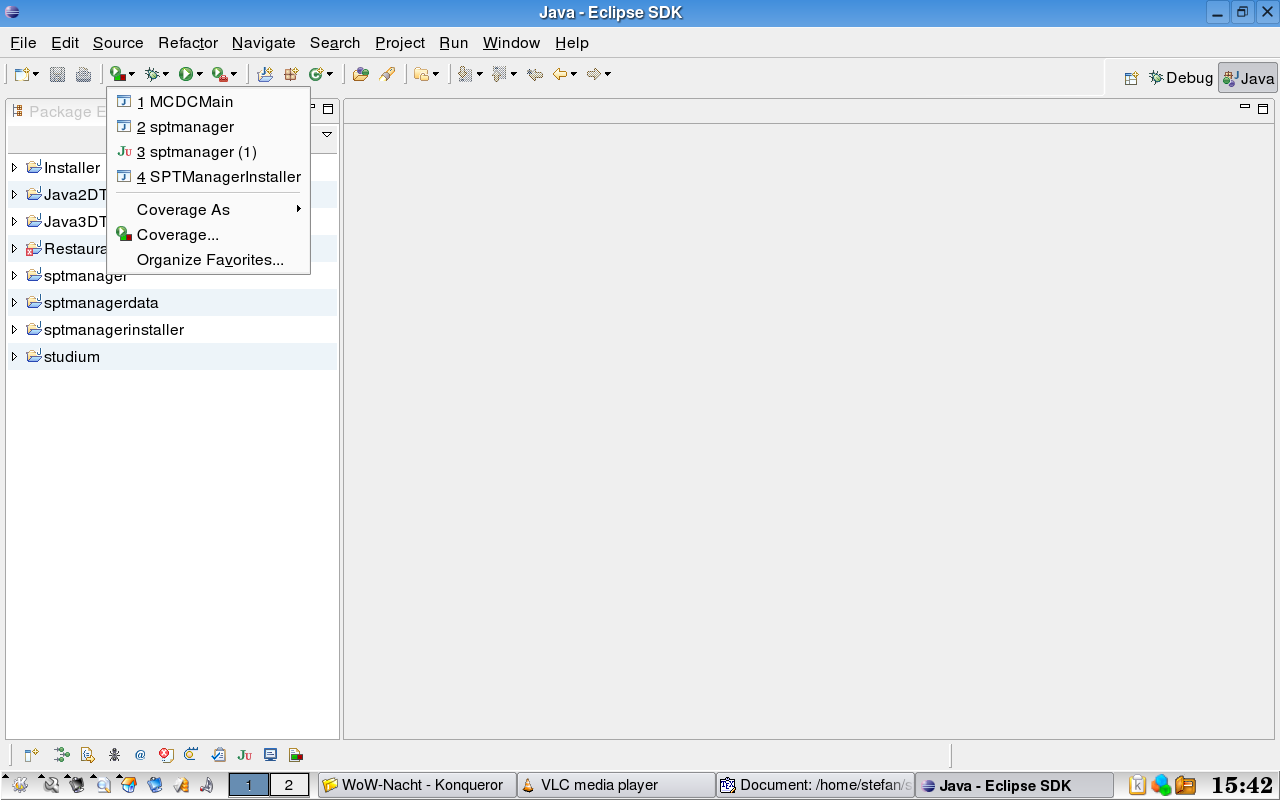 Java - Eclipse SDK
File Edit Source Refactor Navigate Search Project Run Window Help
Debug Java
Package E
1 MCDCMain
2 sptmanager
3 sptmanager (1)
4 SPTManagerInstaller
Coverage As
Coverage...
Organize Favorites...
Installer
Java2DT
Java3DT
Restaura
sptmanager
sptmanagerdata
sptmanagerinstaller
studium
1 2 WoW-Nacht - Konqueror VLC media player Document: /home/stefan/s Java - Eclipse SDK 15:42